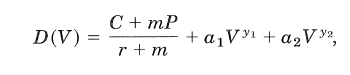 D(V) = \frac{C + mP}{r + m} + a_1 V^{y_1} + a_2 V^{y_2},